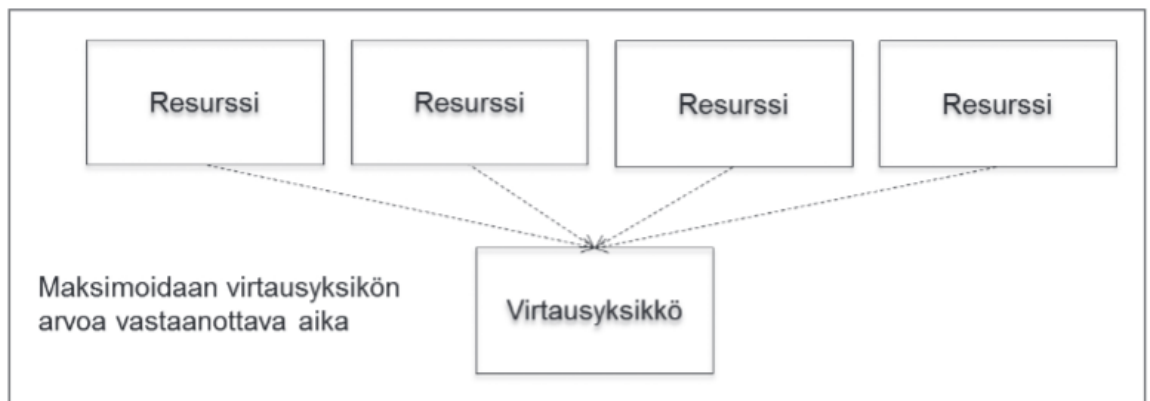 Resurssi
Resurssi
Resurssi
Resurssi
Maksimoidaan virtausyksikön
arvoa vastaanottava aika
Virtausyksikkö